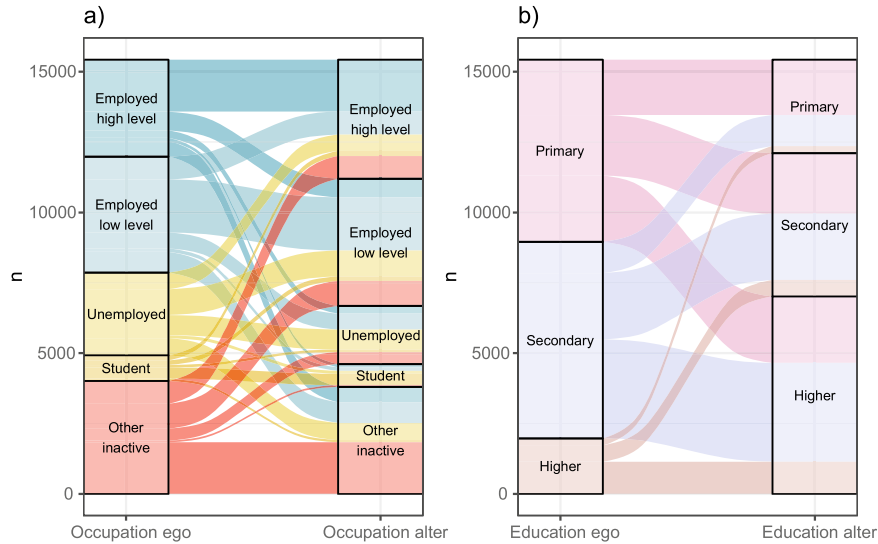 a)
n
15000
10000
5000
0
Employed
high level
Employed
low level
Unemployed
Student
Other
inactive
Employed
high level
Employed
low level
Unemployed
Student
Other
inactive
Occupation ego
Occupation alter
b)
n
15000
10000
5000
0
Primary
Secondary
Higher
Primary
Secondary
Higher
Education ego
Education alter